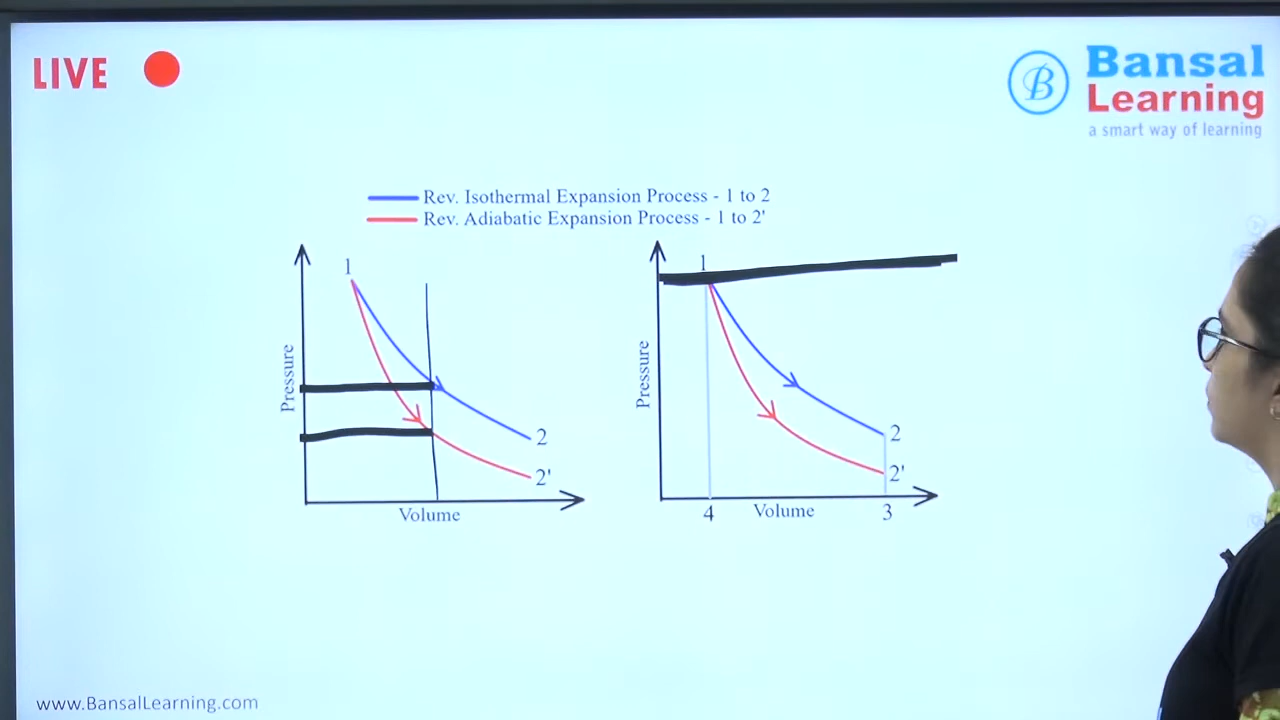 LIVE
Bansal
Learning
a smart way of learning
Rev. Isothermal Expansion Process - 1 to 2
Rev. Adiabatic Expansion Process - 1 to 2'
1
Pressure
2
2'
Volume
1
Pressure
2
2'
4
Volume
3
www.BansalLearning.com